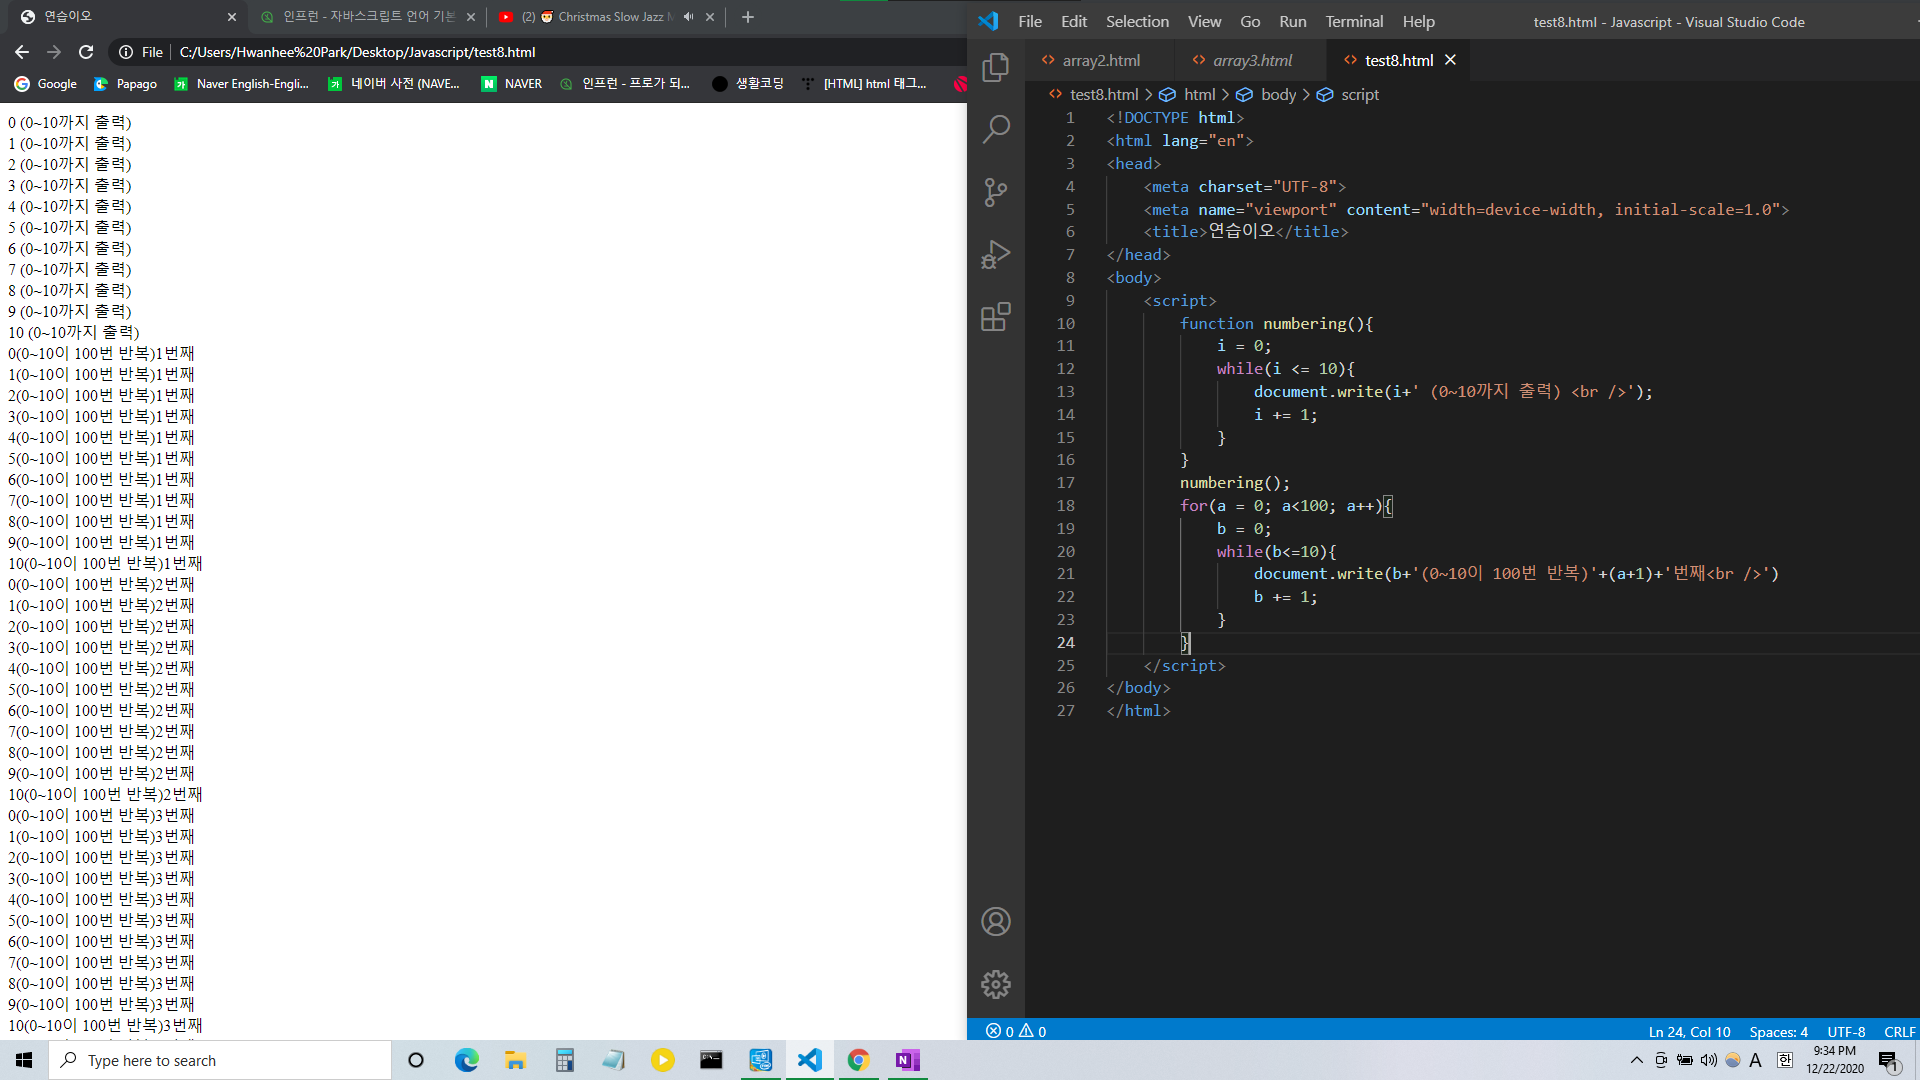 연습이오
인프런 - 자바스크립트 언어 기본
(2) Christmas Slow Jazz
File C:/Users/Hwanhee%20Park/Desktop/Javascript/test8.html
Google Papago Naver English-Engli... 네이버 사전 (NAVE... NAVER 인프런 - 프로가 되... 생활코딩 [HTML] html 태그...
0 (0~10까지 출력)
1 (0~10까지 출력)
2 (0~10까지 출력)
3 (0~10까지 출력)
4 (0~10까지 출력)
5 (0~10까지 출력)
6 (0~10까지 출력)
7 (0~10까지 출력)
8 (0~10까지 출력)
9 (0~10까지 출력)
10 (0~10까지 출력)
0(0~10이 100번 반복)1번째
1(0~10이 100번 반복)1번째
2(0~10이 100번 반복)1번째
3(0~10이 100번 반복)1번째
4(0~10이 100번 반복)1번째
5(0~10이 100번 반복)1번째
6(0~10이 100번 반복)1번째
7(0~10이 100번 반복)1번째
8(0~10이 100번 반복)1번째
9(0~10이 100번 반복)1번째
10(0~10이 100번 반복)1번째
0(0~10이 100번 반복)2번째
1(0~10이 100번 반복)2번째
2(0~10이 100번 반복)2번째
3(0~10이 100번 반복)2번째
4(0~10이 100번 반복)2번째
5(0~10이 100번 반복)2번째
6(0~10이 100번 반복)2번째
7(0~10이 100번 반복)2번째
8(0~10이 100번 반복)2번째
9(0~10이 100번 반복)2번째
10(0~10이 100번 반복)2번째
0(0~10이 100번 반복)3번째
1(0~10이 100번 반복)3번째
2(0~10이 100번 반복)3번째
3(0~10이 100번 반복)3번째
4(0~10이 100번 반복)3번째
5(0~10이 100번 반복)3번째
6(0~10이 100번 반복)3번째
7(0~10이 100번 반복)3번째
8(0~10이 100번 반복)3번째
9(0~10이 100번 반복)3번째
10(0~10이 100번 반복)3번째
File Edit Selection View Go Run Terminal Help test8.html - Javascript - Visual Studio Code
array2.html array3.html test8.html
test8.html > html > body > script
1 <!DOCTYPE html>
2 <html lang="en">
3 <head>
4 <meta charset="UTF-8">
5 <meta name="viewport" content="width=device-width, initial-scale=1.0">
6 <title>연습이오</title>
7 </head>
8 <body>
9 <script>
10 function numbering(){
11 i = 0;
12 while(i <= 10){
13 document.write(i+' (0~10까지 출력) <br />');
14 i += 1;
15 }
16 }
17 numbering();
18 for(a = 0; a<100; a++){
19 b = 0;
20 while(b<=10){
21 document.write(b+'(0~10이 100번 반복)'+(a+1)+'번째<br />')
22 b += 1;
23 }
24 }
25 </script>
26 </body>
27 </html>
0 0 Ln 24, Col 10 Spaces: 4 UTF-8 CRLF
Type here to search
A 한 9:34 PM
12/22/2020
1